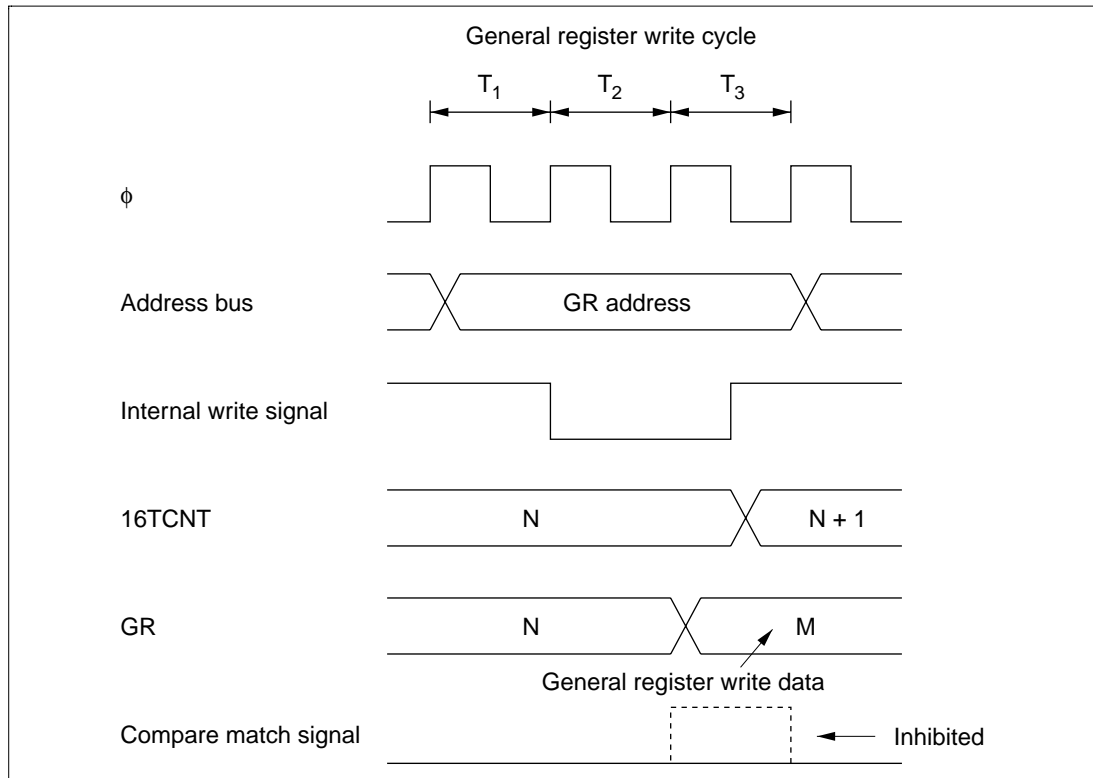 General register write cycle
T1 T2 T3
φ
Address bus GR address
Internal write signal
16TCNT N N + 1
GR N M
General register write data
Compare match signal Inhibited